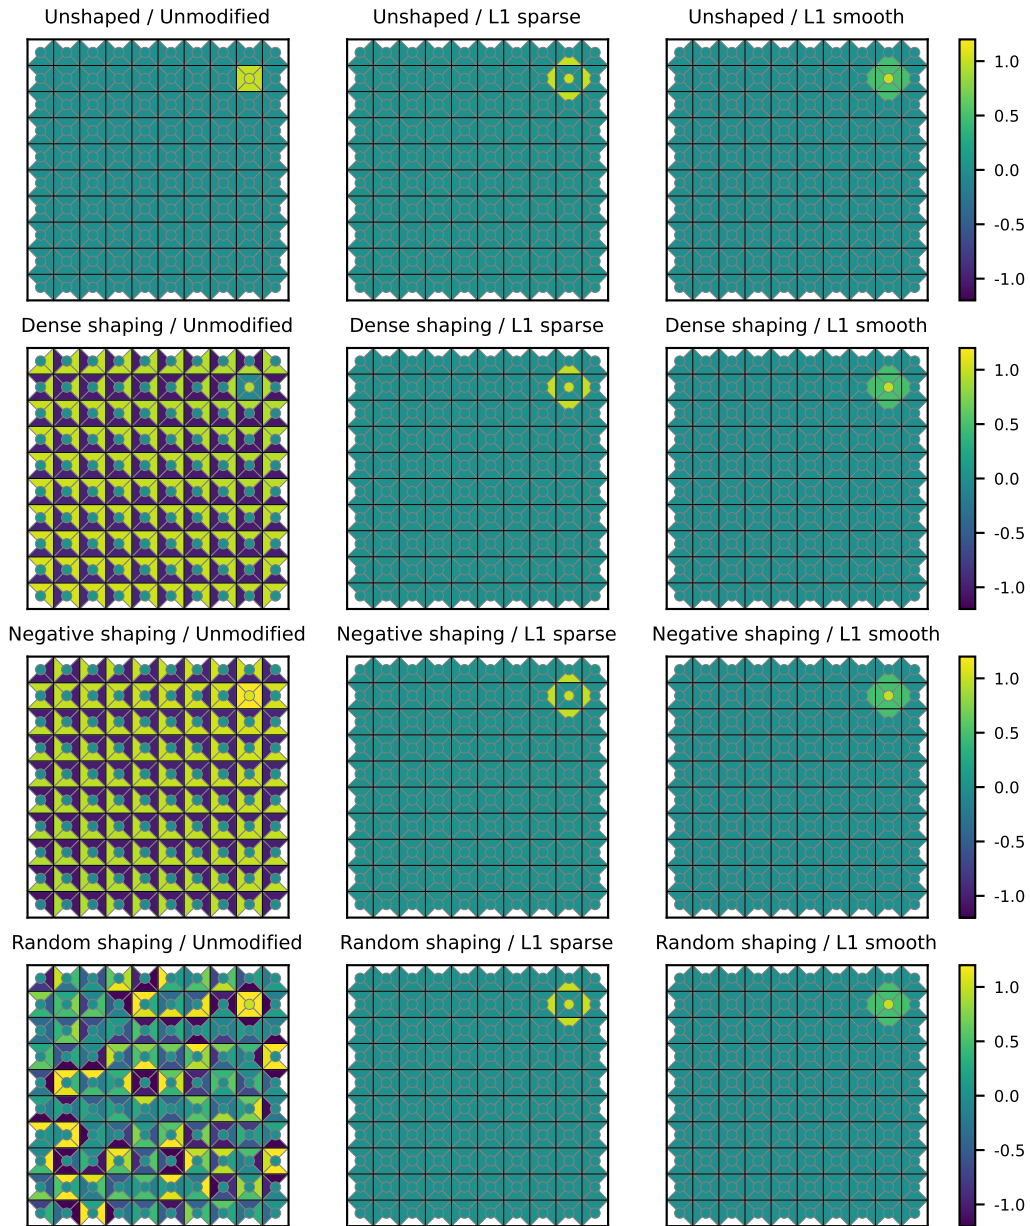 Unshaped / Unmodified
Unshaped / L1 sparse
Unshaped / L1 smooth
1.0
0.5
0.0
-0.5
-1.0
Dense shaping / Unmodified
Dense shaping / L1 sparse
Dense shaping / L1 smooth
1.0
0.5
0.0
-0.5
-1.0
Negative shaping / Unmodified
Negative shaping / L1 sparse
Negative shaping / L1 smooth
1.0
0.5
0.0
-0.5
-1.0
Random shaping / Unmodified
Random shaping / L1 sparse
Random shaping / L1 smooth
1.0
0.5
0.0
-0.5
-1.0